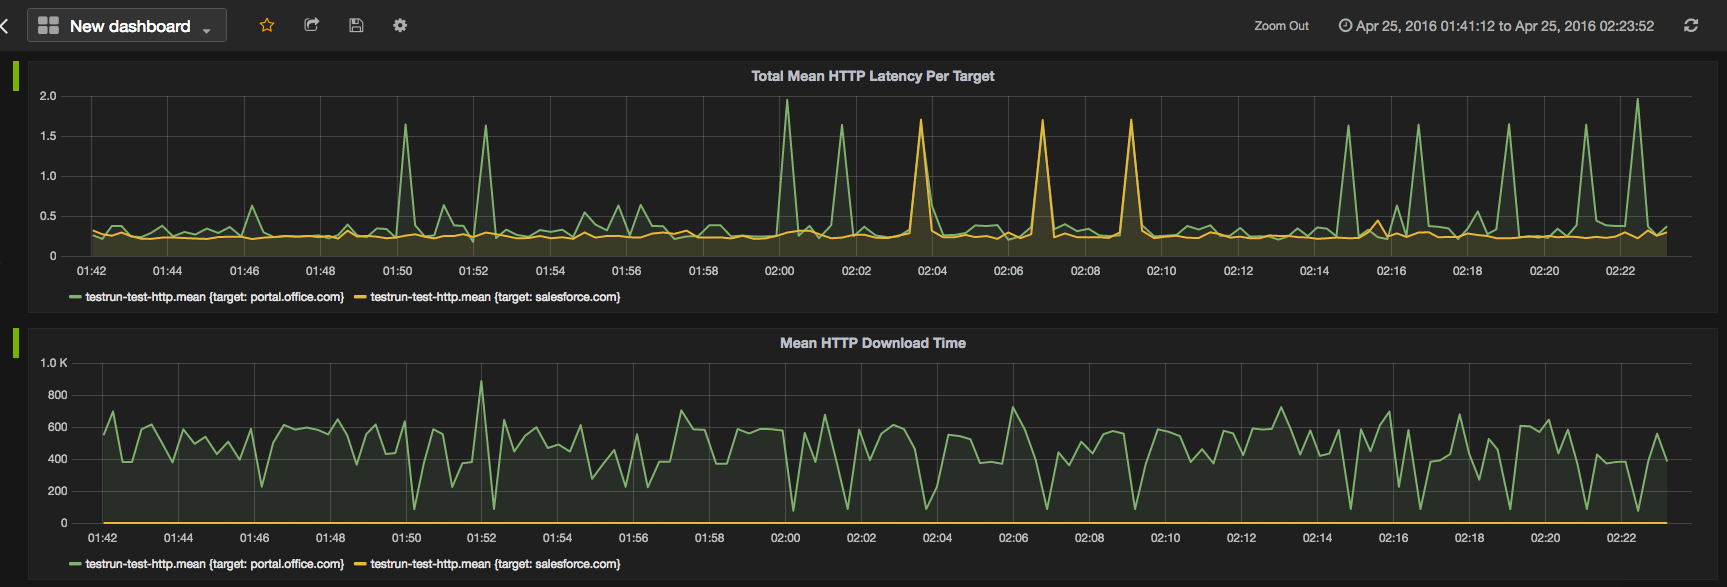 New dashboard
Zoom Out
Apr 25, 2016 01:41:12 to Apr 25, 2016 02:23:52
Total Mean HTTP Latency Per Target
2.0
1.5
1.0
0.5
0
01:42 01:44 01:46 01:48 01:50 01:52 01:54 01:56 01:58 02:00 02:02 02:04 02:06 02:08 02:10 02:12 02:14 02:16 02:18 02:20 02:22
testrun-test-http.mean {target: portal.office.com} testrun-test-http.mean {target: salesforce.com}
Mean HTTP Download Time
1.0 K
800
600
400
200
0
01:42 01:44 01:46 01:48 01:50 01:52 01:54 01:56 01:58 02:00 02:02 02:04 02:06 02:08 02:10 02:12 02:14 02:16 02:18 02:20 02:22
testrun-test-http.mean {target: portal.office.com} testrun-test-http.mean {target: salesforce.com}